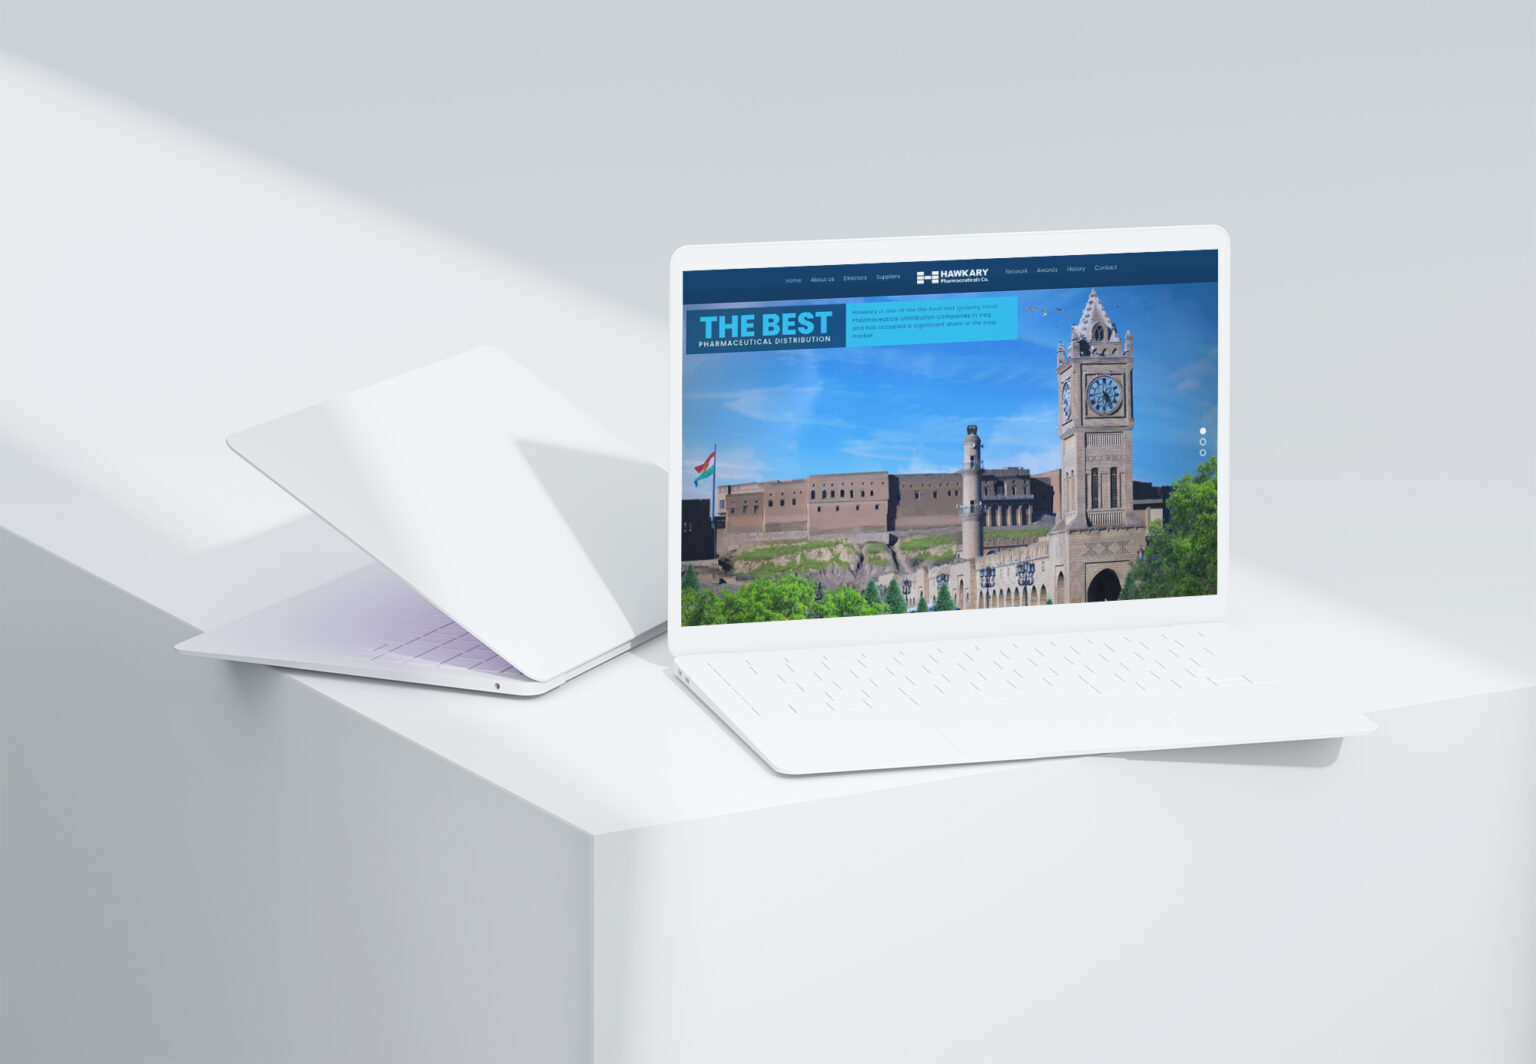 Home About us Directors Suppliers HAWKARY Network Awards History Contact
Pharmaceuticals Co.
THE BEST
PHARMACEUTICAL DISTRIBUTION
Hawkary is one of the the best fast-growing
Pharmaceutical Distribution Companies in Iraq
and has occupied a significant share in the Iraqi
market.